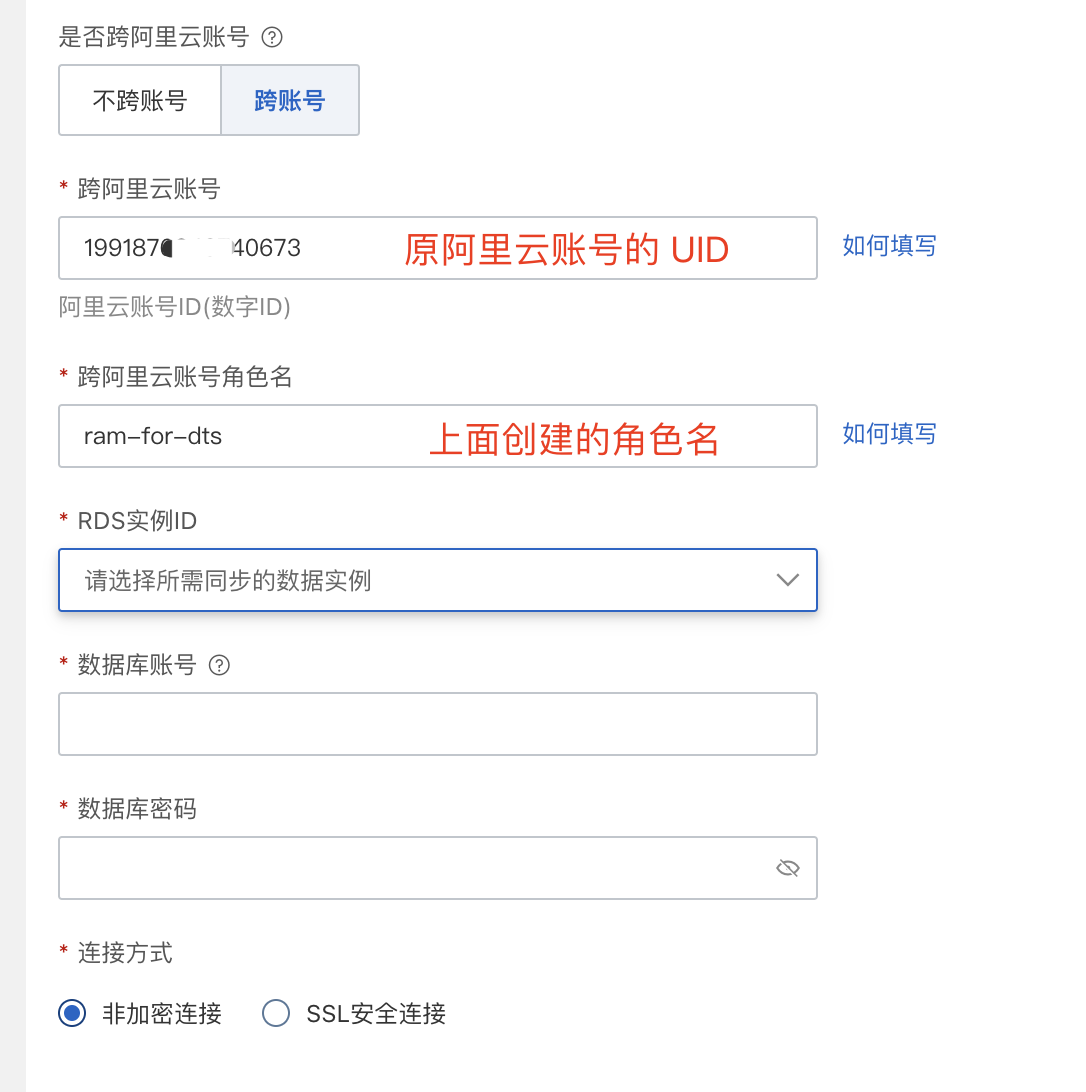 是否跨阿里云账号
不跨账号 跨账号
* 跨阿里云账号
199187 40673 原阿里云账号的 UID 如何填写
阿里云账号ID(数字ID)
* 跨阿里云账号角色名
ram-for-dts 上面创建的角色名 如何填写
* RDS实例ID
请选择所需同步的数据实例
* 数据库账号
* 数据库密码
* 连接方式
非加密连接 SSL安全连接